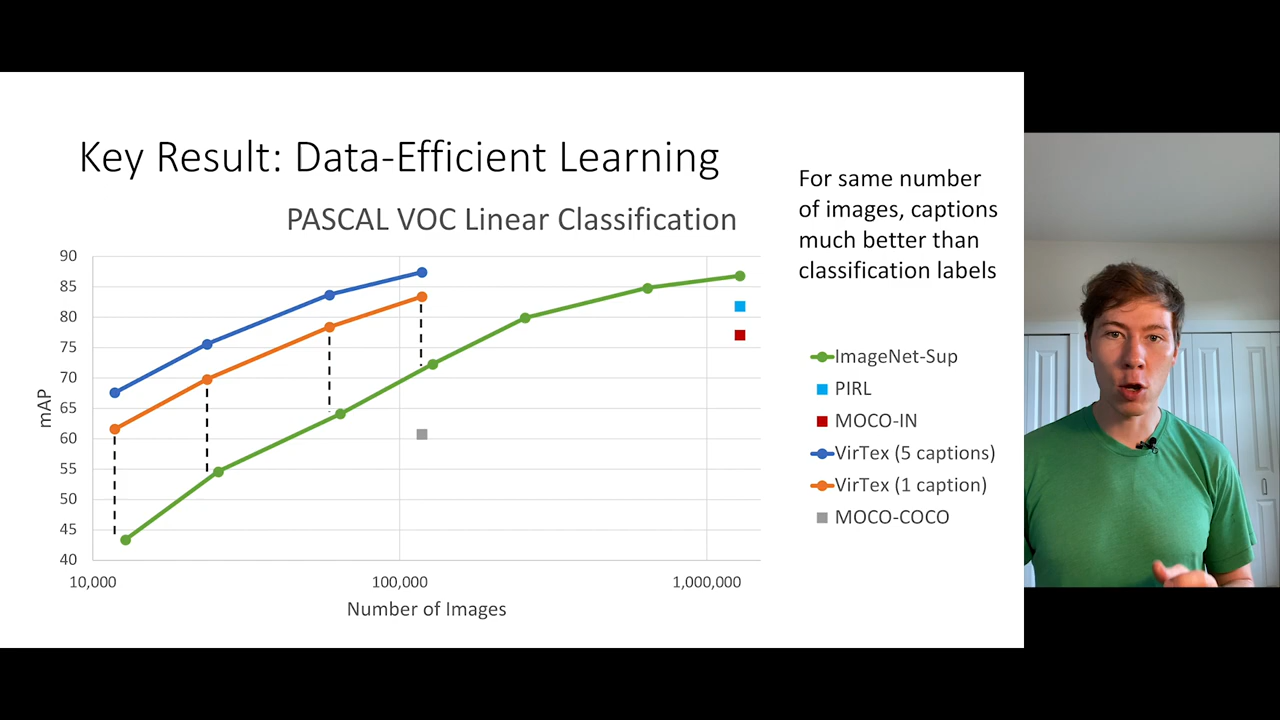 Key Result: Data-Efficient Learning
PASCAL VOC Linear Classification
For same number
of images, captions
much better than
classification labels
90
85
80
75
70
65
60
55
50
45
40
mAP
10,000
100,000
1,000,000
Number of Images
ImageNet-Sup
PIRL
MOCO-IN
VirTex (5 captions)
VirTex (1 caption)
MOCO-COCO